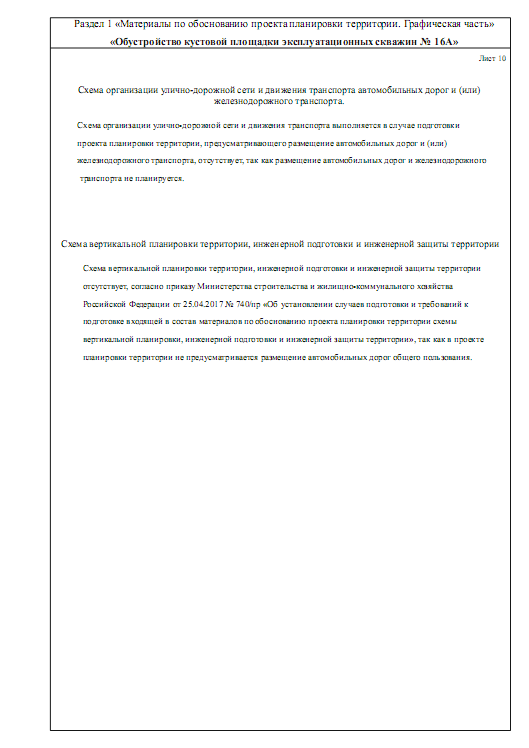 Раздел 1 «Материалы по обоснованию проекта планировки территории. Графическая часть»
«Обустройство кустовой площадки эксплуатационных скважин № 16А»
Лист 10
Схема организации улично-дорожной сети и движения транспорта автомобильных дорог и (или)
железнодорожного транспорта.
Схема организации улично-дорожной сети и движения транспорта выполняется в случае подготовки
проекта планировки территории, предусматривающего размещение автомобильных дорог и (или)
железнодорожного транспорта, отсутствует, так как размещение автомобильных дорог и железнодорожного
транспорта не планируется.
Схема вертикальной планировки территории, инженерной подготовки и инженерной защиты территории
Схема вертикальной планировки территории, инженерной подготовки и инженерной защиты территории
отсутствует, согласно приказу Министерства строительства и жилищно-коммунального хозяйства
Российской Федерации от 25.04.2017 № 740/пр «Об установлении случаев подготовки и требований к
подготовке входящей в состав материалов по обоснованию проекта планировки территории схемы
вертикальной планировки, инженерной подготовки и инженерной защиты территории», так как в проекте
планировки территории не предусматривается размещение автомобильных дорог общего пользования.